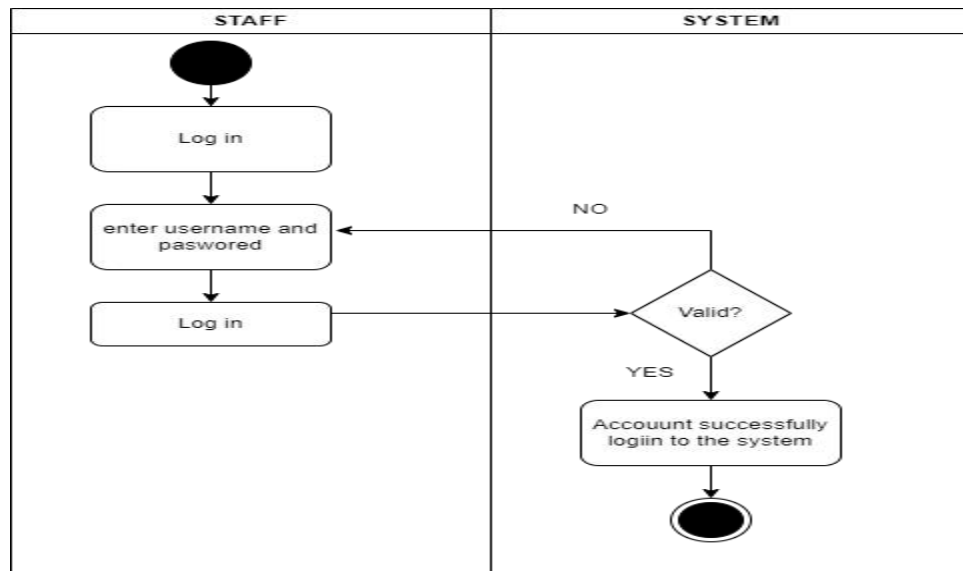 STAFF
SYSTEM
Log in
enter username and
paswored
NO
Log in
Valid?
YES
Accouunt successfully
logiin to the system